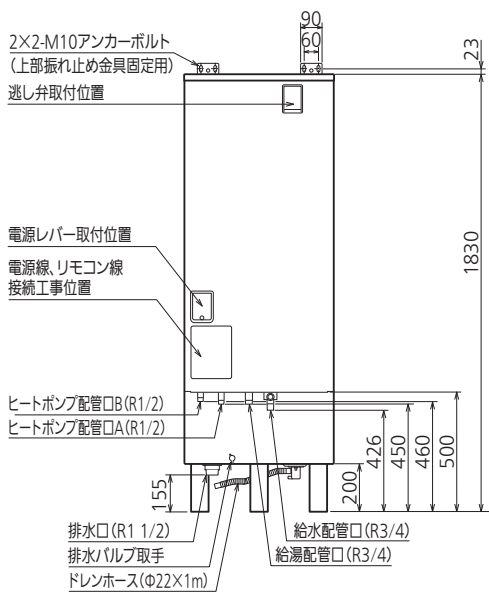 90
60
23
2×2-M10アンカーボルト
(上部振れ止め金具固定用)
逃し弁取付位置
電源レバー取付位置
電源線、リモコン線
接続工事位置
1830
ヒートポンプ配管口B(R1/2)
ヒートポンプ配管口A(R1/2)
155
200
426
450
460
500
排水口(R1 1/2)
排水バルブ取手
ドレンホース(Φ22×1m)
給水配管口(R3/4)
給湯配管口(R3/4)